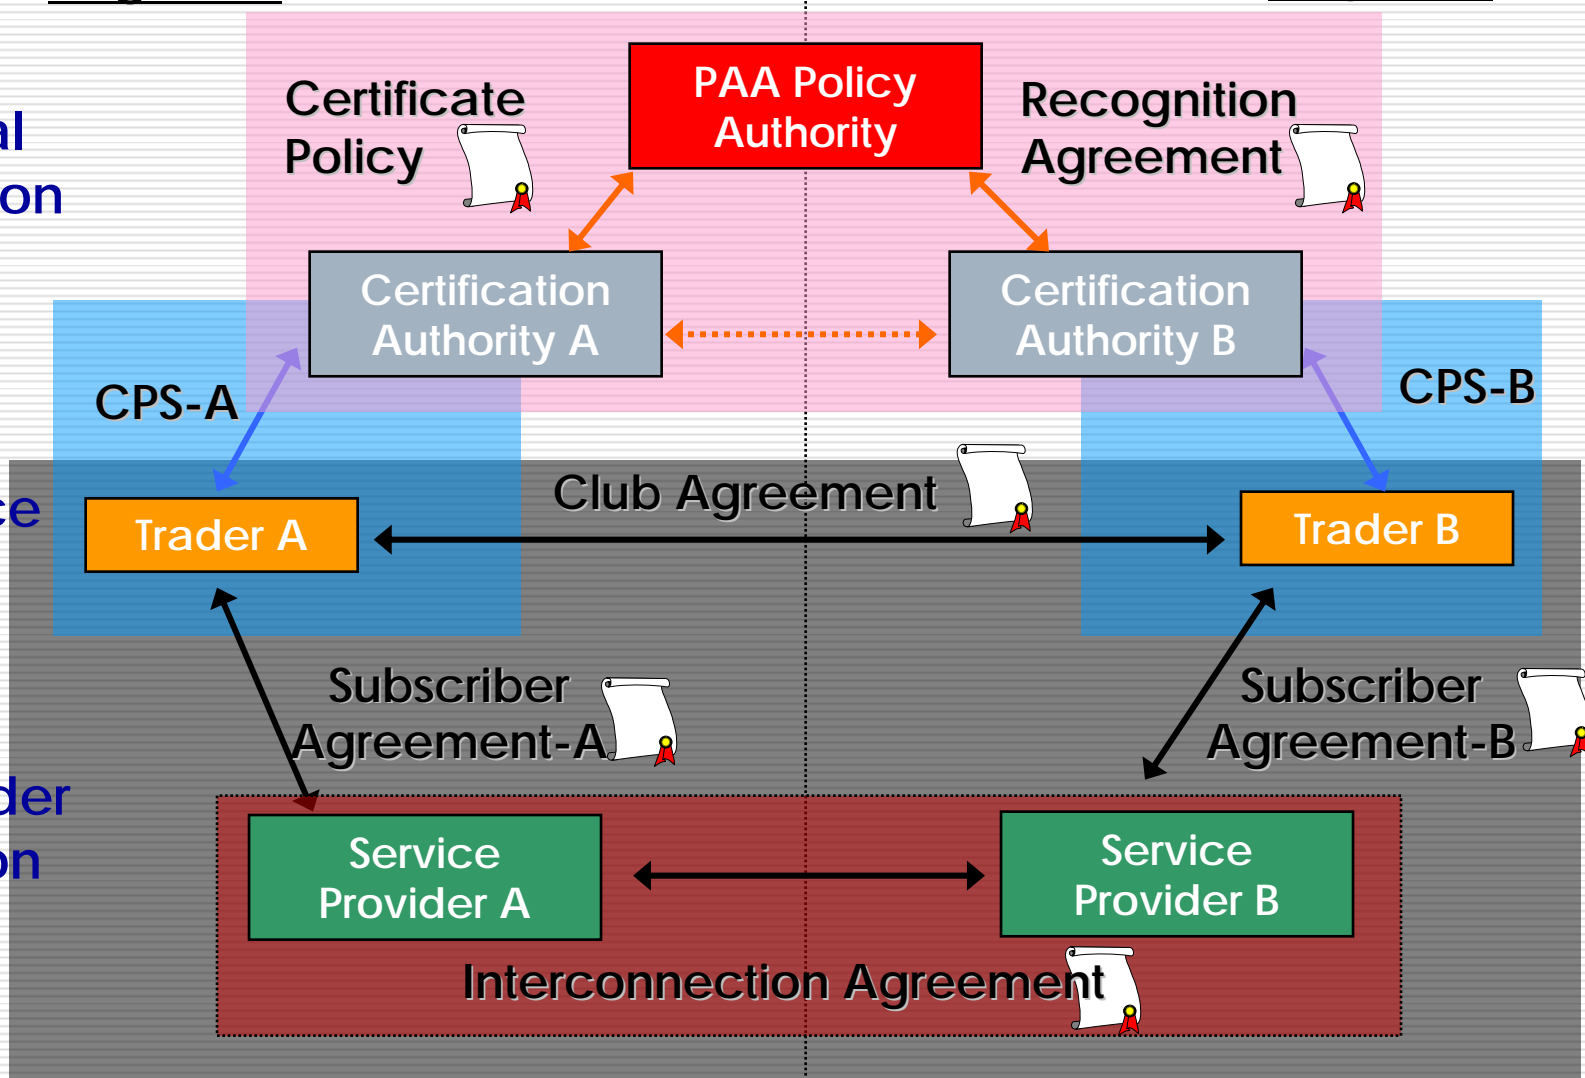 PAA Policy
Authority
Certificate
Policy
Recognition
Agreement
Certification
Authority A
Certification
Authority B
CPS-A
CPS-B
Club Agreement
Trader A
Trader B
Subscriber
Agreement-A
Subscriber
Agreement-B
Service
Provider A
Service
Provider B
Interconnection Agreement